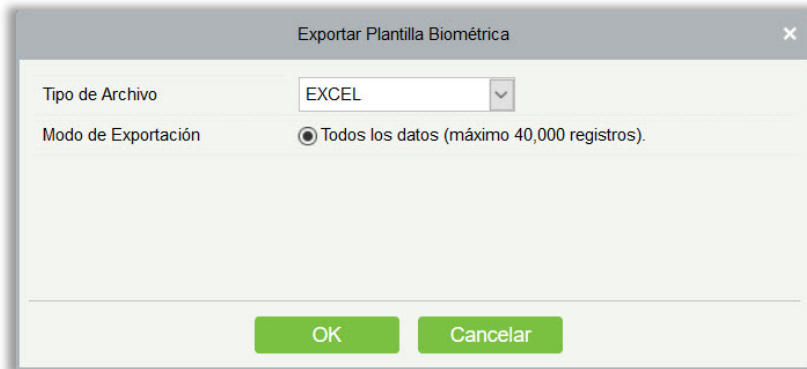 Exportar Plantilla Biométrica
Tipo de Archivo EXCEL
Modo de Exportación Todos los datos (máximo 40,000 registros).
OK Cancelar